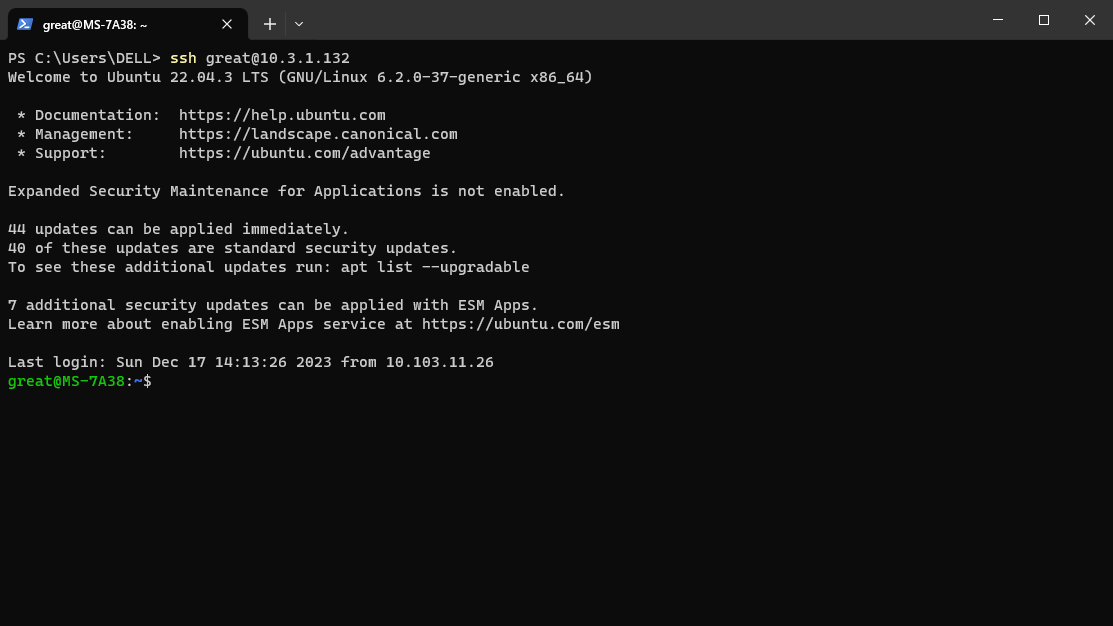 great@MS-7A38: ~
PS C:\Users\DELL> ssh great@10.3.1.132
Welcome to Ubuntu 22.04.3 LTS (GNU/Linux 6.2.0-37-generic x86_64)
* Documentation:  https://help.ubuntu.com
* Management:     https://landscape.canonical.com
* Support:        https://ubuntu.com/advantage
Expanded Security Maintenance for Applications is not enabled.
44 updates can be applied immediately.
40 of these updates are standard security updates.
To see these additional updates run: apt list --upgradable
7 additional security updates can be applied with ESM Apps.
Learn more about enabling ESM Apps service at https://ubuntu.com/esm
Last login: Sun Dec 17 14:13:26 2023 from 10.103.11.26
great@MS-7A38:~$